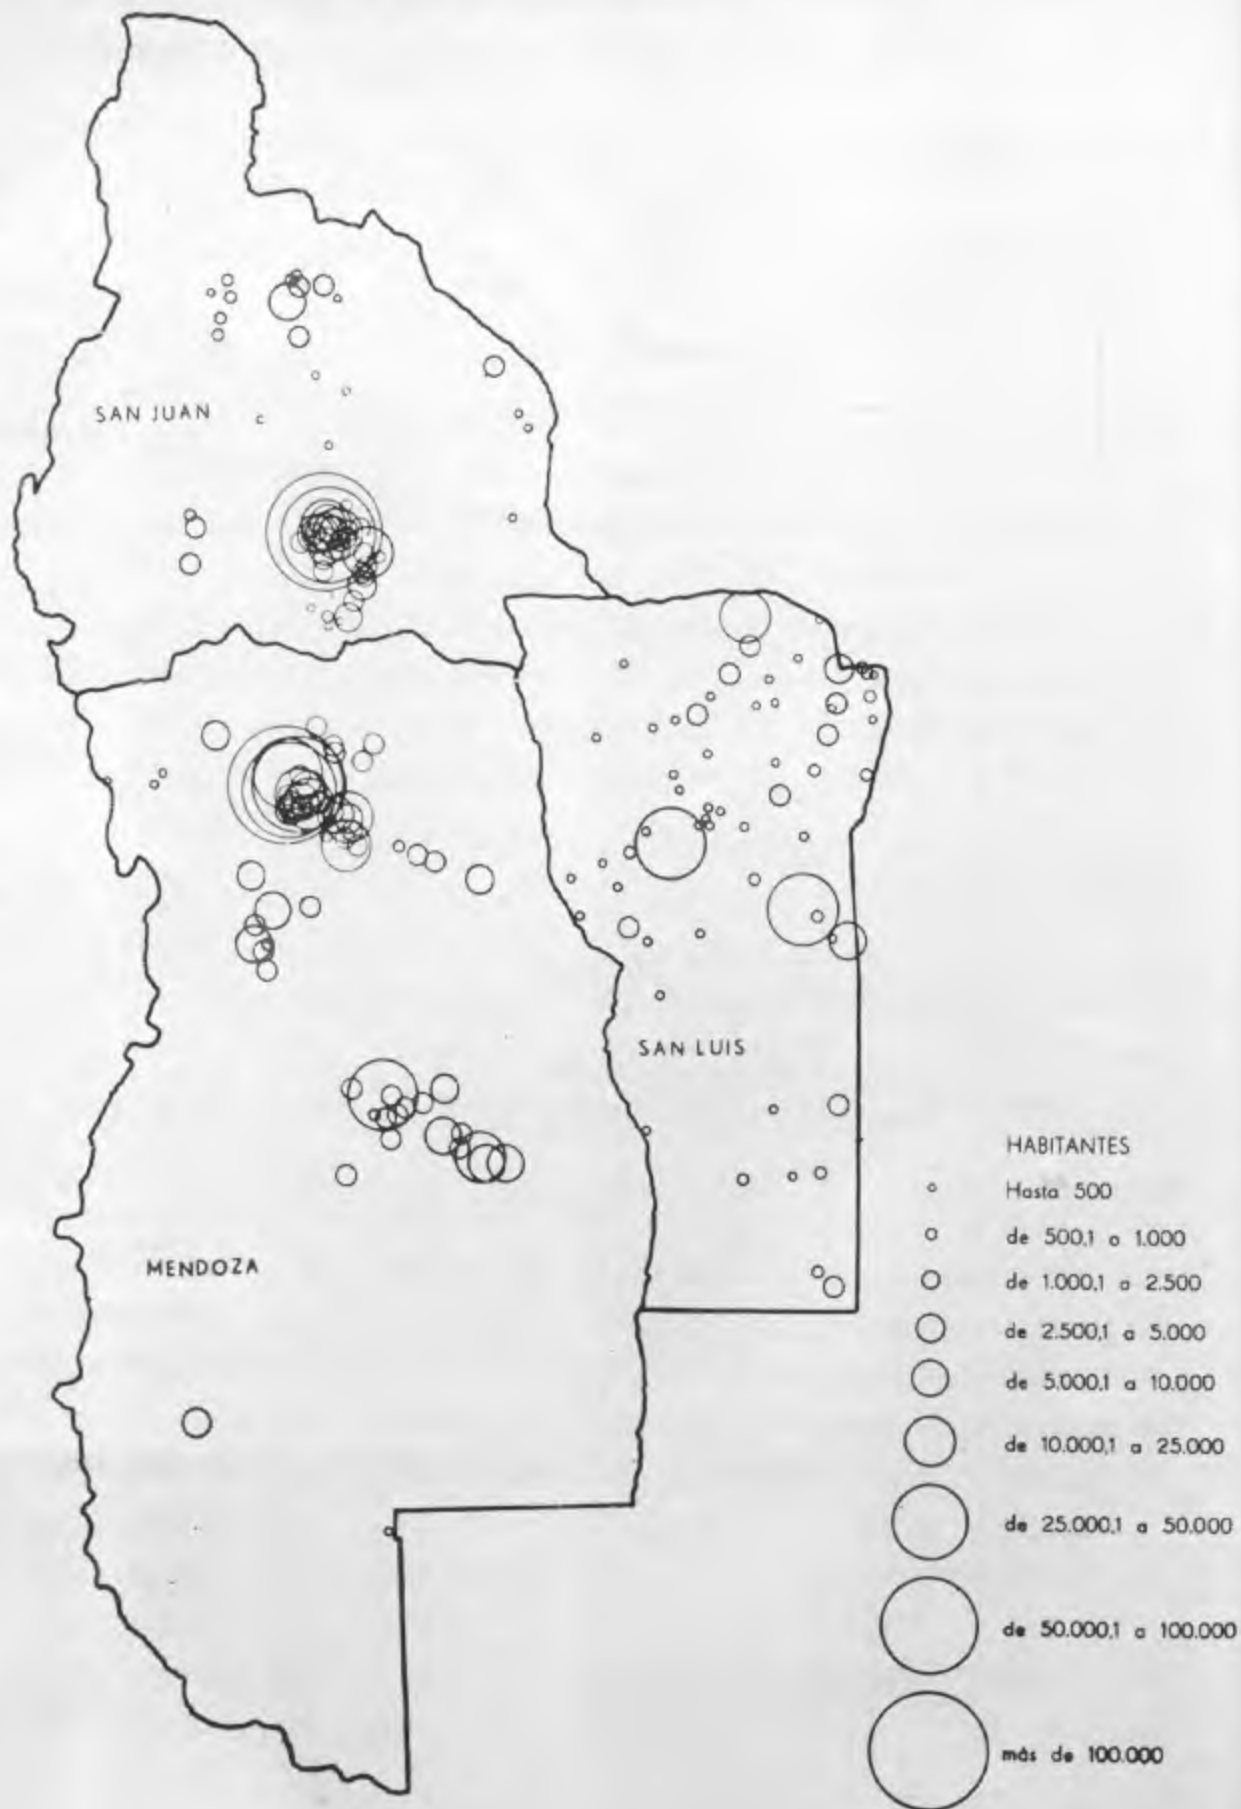 SAN JUAN
SAN LUIS
MENDOZA
HABITANTES
Hasta 500
de 500,1 a 1.000
de 1.000,1 a 2.500
de 2.500,1 a 5.000
de 5.000,1 a 10.000
de 10.000,1 a 25.000
de 25.000,1 a 50.000
de 50.000,1 a 100.000
más de 100.000